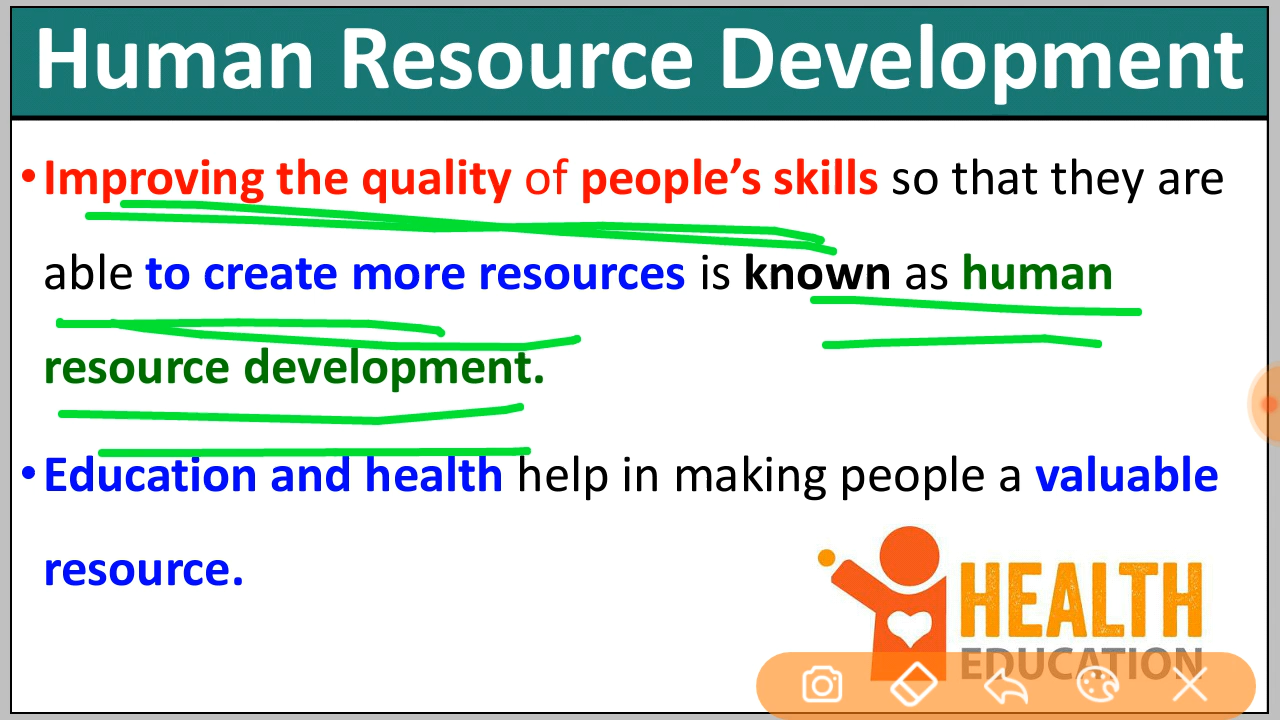 Human Resource Development
•Improving the quality of people’s skills so that they are
able to create more resources is known as human
resource development.
•Education and health help in making people a valuable
resource.
HEALTH
EDUCATION